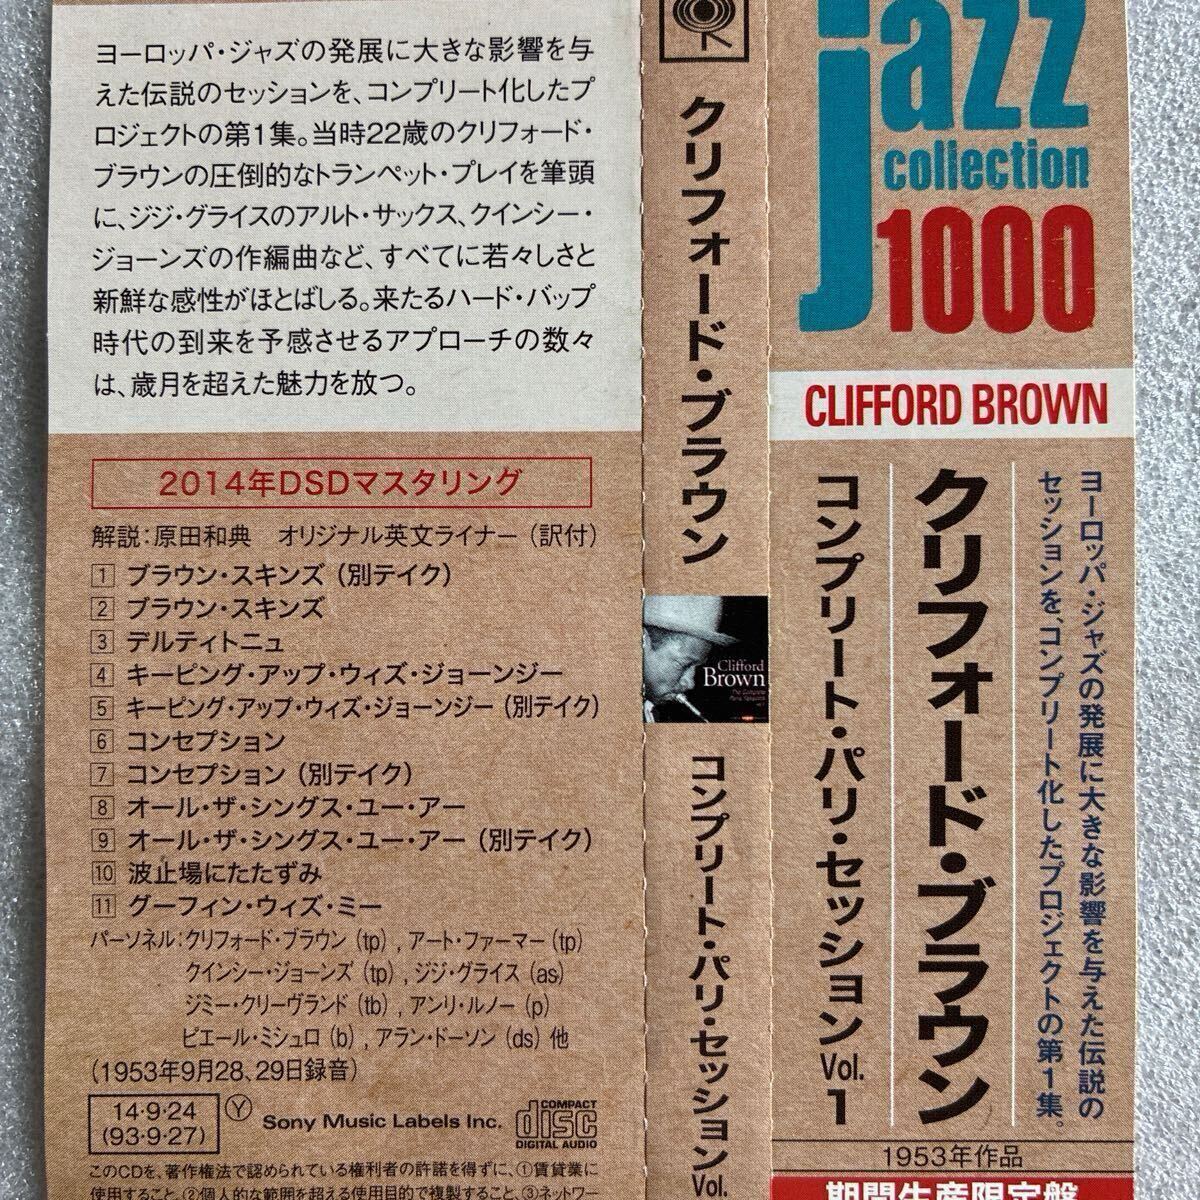 ヨーロッパ・ジャズの発展に大きな影響を与
えた伝説のセッションを、コンプリート化したプ
ロジェクトの第1集。当時22歳のクリフォード・
ブラウンの圧倒的なトランペット・プレイを筆頭
に、ジジ・グライスのアルト・サックス、クインシー・
ジョーンズの作編曲など、すべてに若々しさと
新鮮な感性がほとばしる。来たるハード・バップ
時代の到来を予感させるアプローチの数々
は、歳月を超えた魅力を放つ。
2014年DSDマスタリング
解説：原田和典　オリジナル英文ライナー（訳付）
1 ブラウン・スキンズ（別テイク）
2 ブラウン・スキンズ
3 デルティトニュ
4 キーピング・アップ・ウィズ・ジョーンジー
5 キーピング・アップ・ウィズ・ジョーンジー（別テイク）
6 コンセプション
7 コンセプション（別テイク）
8 オール・ザ・シングス・ユー・アー
9 オール・ザ・シングス・ユー・アー（別テイク）
10 波止場にたたずみ
11 グーフィン・ウィズ・ミー
パーソネル：クリフォード・ブラウン（tp）, アート・ファーマー（tp）
クインシー・ジョーンズ（tp）, ジジ・グライス（as）
ジミー・クリーヴランド（tb）, アンリ・ルノー（p）
ピエール・ミシュロ（b）, アラン・ドーソン（ds）他
（1953年9月28、29日録音）
14・9・24
(93・9・27)
Y
Sony Music Labels Inc.
COMPACT
disc
DIGITAL AUDIO
このCDを、著作権法で認められている権利者の許諾を得ずに、①賃貸業に
使用すること、②個人的な範囲を超える使用目的で複製すること、③ネットワー
クリフォード・ブラウン
Clifford
Brown
コンプリート・パリ・セッション Vol.
jazz
collection
1000
CLIFFORD BROWN
ヨーロッパ・ジャズの発展に大きな影響を与えた伝説の
セッションを、コンプリート化したプロジェクトの第1集。
クリフォード・ブラウン
コンプリート・パリ・セッション Vol. 1
1953年作品
期間生産限定盤